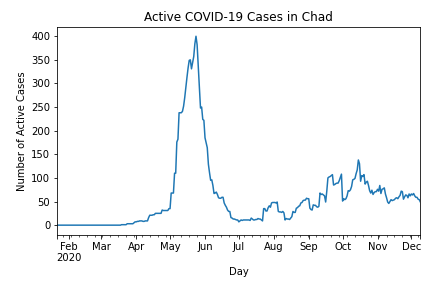 Active COVID-19 Cases in Chad
Number of Active Cases
400
350
300
250
200
150
100
50
0
Feb Mar Apr May Jun Jul Aug Sep Oct Nov Dec
2020
Day